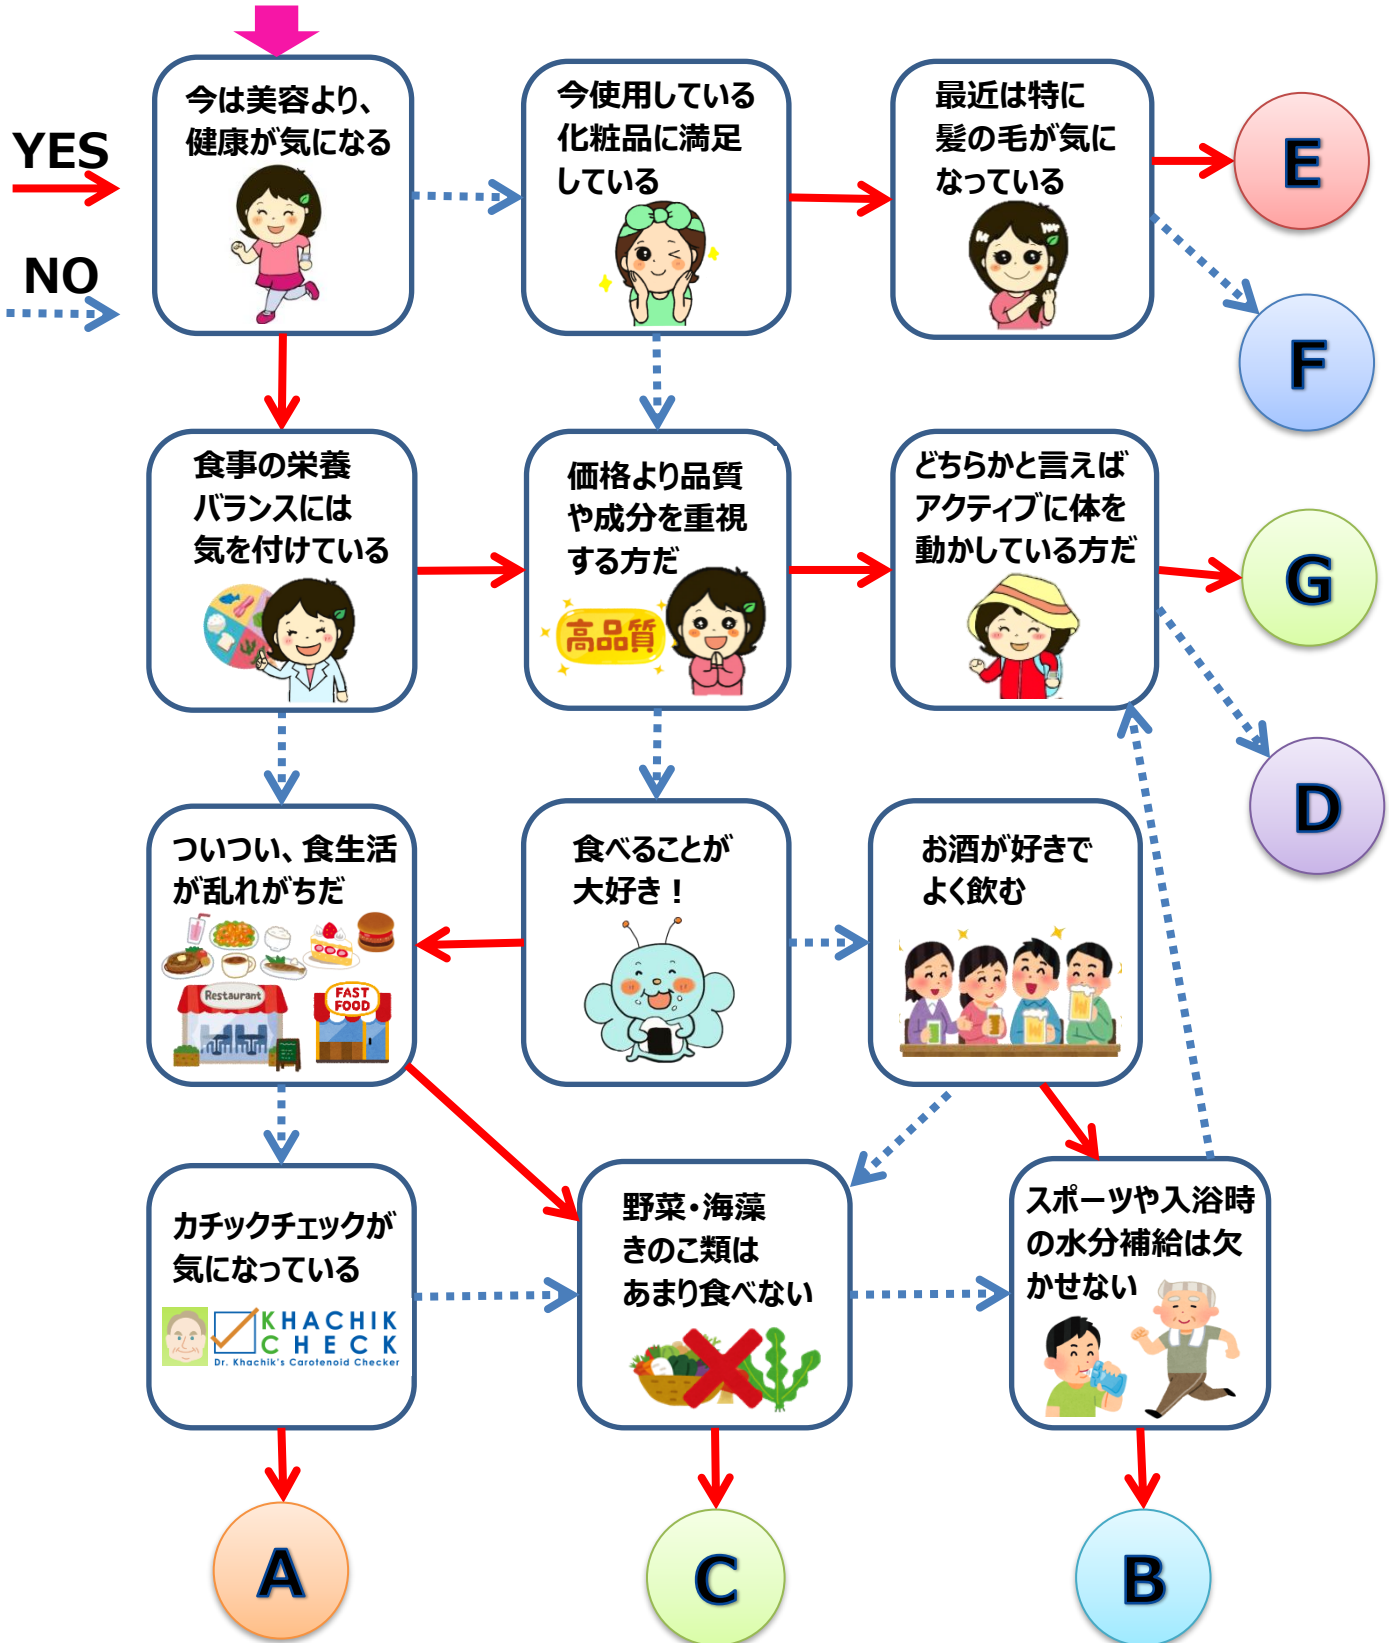 YES
NO
今は美容より、
健康が気になる
今使用している
化粧品に満足
している
最近は特に
髪の毛が気に
なっている
E
F
食事の栄養
バランスには
気を付けている
価格より品質
や成分を重視
する方だ
高品質
どちらかと言えば
アクティブに体を
動かしている方だ
G
D
ついつい、食生活
が乱れがちだ
Restaurant
FAST
FOOD
食べることが
大好き！
お酒が好きで
よく飲む
カチックチェックが
気になっている
KHACHIK
CHECK
Dr. Khachik's Carotenoid Checker
野菜・海藻
きのこ類は
あまり食べない
スポーツや入浴時
の水分補給は欠
かせない
A
C
B